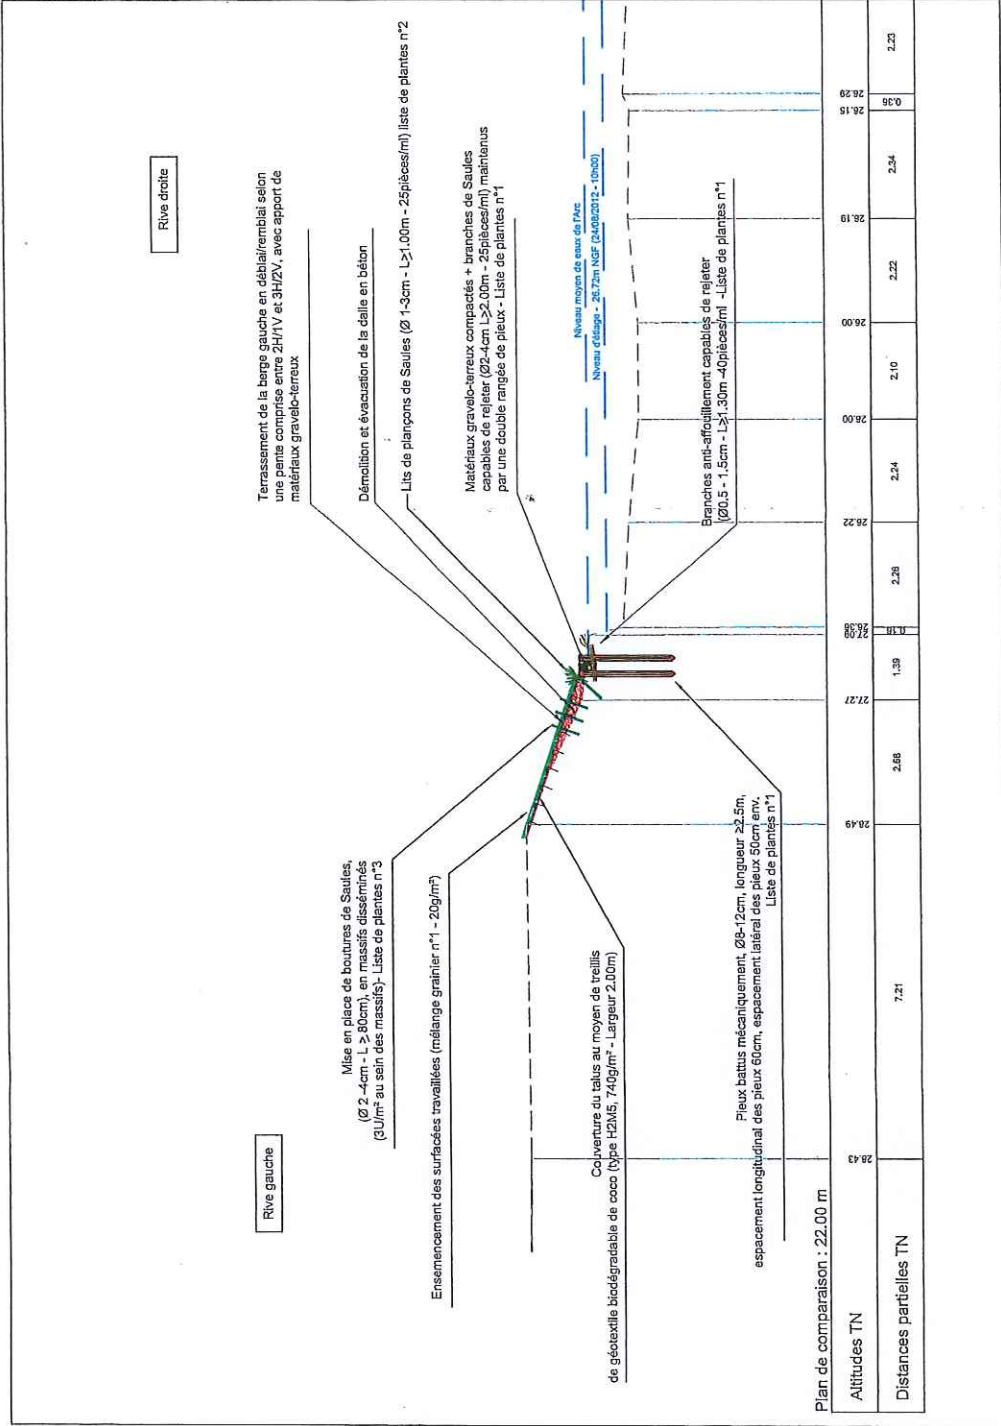 Rive gauche
Rive droite
Mise en place de boutures de Saules,
(Ø 2 -4cm - L ≥ 80cm), en massifs disséminés
(3U/m² au sein des massifs)- Liste de plantes n°3
Ensemencement des surfacées travaillées (mélange grainier n°1 - 20g/m²)
Terrassement de la berge gauche en déblai/remblai selon
une pente comprise entre 2H/1V et 3H/2V, avec apport de
matériaux gravelo-terreux
Démolition et évacuation de la dalle en béton
Lits de plançons de Saules (Ø 1-3cm - L≥1.00m - 25pièces/ml) liste de plantes n°2
Matériaux gravelo-terreux compactés + branches de Saules
capables de rejeter (Ø2-4cm L≥2.00m - 25pièces/ml) maintenus
par une double rangée de pieux - Liste de plantes n°1
Niveau moyen de eaux de l'Arc
Niveau d'étiage - 26.72m NGF (24/08/2012 - 10h00)
Couverture du talus au moyen de treillis
de géotextile biodégradable de coco (type H2M5, 740g/m² - Largeur 2.00m)
Branches anti-affouillement capables de rejeter
(Ø0.5 - 1.5cm - L≥1.30m -40pièces/ml -Liste de plantes n°1
Pieux battus mécaniquement, Ø8-12cm, longueur ≥2.5m,
espacement longitudinal des pieux 60cm, espacement latéral des pieux 50cm env.
Liste de plantes n°1
Plan de comparaison : 22.00 m
Altitudes TN
28.43 28.49 27.27 27.09 26.36 26.22 26.00 26.00 26.19 26.15 26.29
Distances partielles TN
7.21 2.66 1.39 0.16 2.26 2.24 2.10 2.22 2.34 0.36 2.23